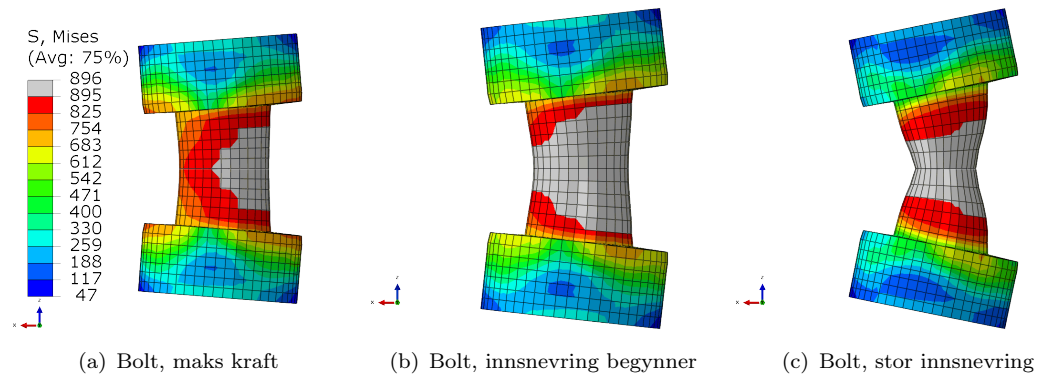 S, Mises
(Avg: 75%)
896
895
825
754
683
612
542
471
400
330
259
188
117
47
z
x
z
x
z
x
(a) Bolt, maks kraft
(b) Bolt, innsnevring begynner
(c) Bolt, stor innsnevring